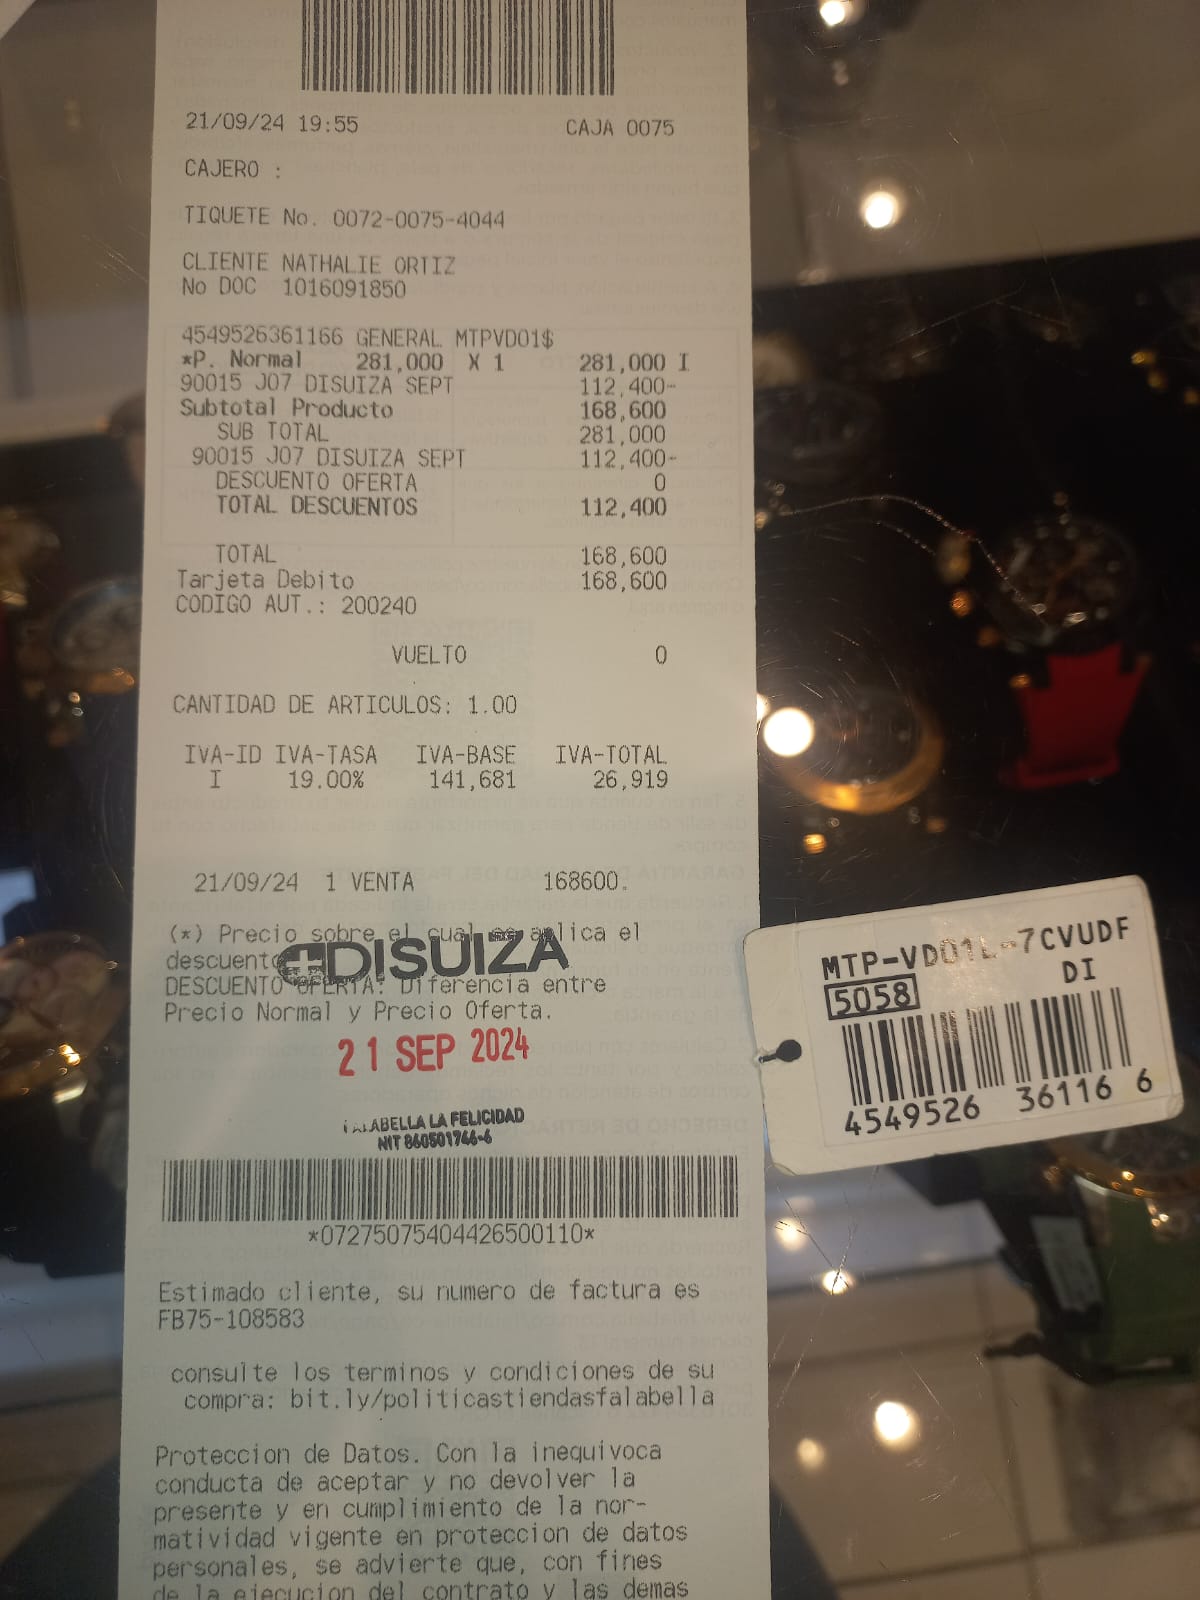 21/09/24 19:55 CAJA 0075
CAJERO :
TIQUETE No. 0072-0075-4044
CLIENTE NATHALIE ORTIZ
No DOC 1016091850
4549526361166 GENERAL MTPVD01$
*P. Normal 281,000 X 1 281,000 I
90015 J07 DISUIZA SEPT 112,400-
Subtotal Producto 168,600
SUB TOTAL 281,000
90015 J07 DISUIZA SEPT 112,400-
DESCUENTO OFERTA 0
TOTAL DESCUENTOS 112,400
TOTAL 168,600
Tarjeta Debito 168,600
CODIGO AUT.: 200240
VUELTO 0
CANTIDAD DE ARTICULOS: 1.00
IVA-ID IVA-TASA IVA-BASE IVA-TOTAL
I 19.00% 141,681 26,919
21/09/24 1 VENTA 168600.
(*) Precio sobre el cual se aplica el
descuento
DISUIZA
DESCUENTO OFERTA: Diferencia entre
Precio Normal y Precio Oferta.
21 SEP 2024
FALABELLA LA FELICIDAD
NIT 860501746-6
*07275075404426500110*
Estimado cliente, su numero de factura es
FB75-108583
consulte los terminos y condiciones de su
compra: bit.ly/politicastiendasfalabella
Proteccion de Datos. Con la inequivoca
conducta de aceptar y no devolver la
presente y en cumplimiento de la nor-
matividad vigente en proteccion de datos
personales, se advierte que, con fines
de la ejecucion del contrato y las demas
MTP-VD01L-7CVUDF
5058 DI
4549526 36116 6